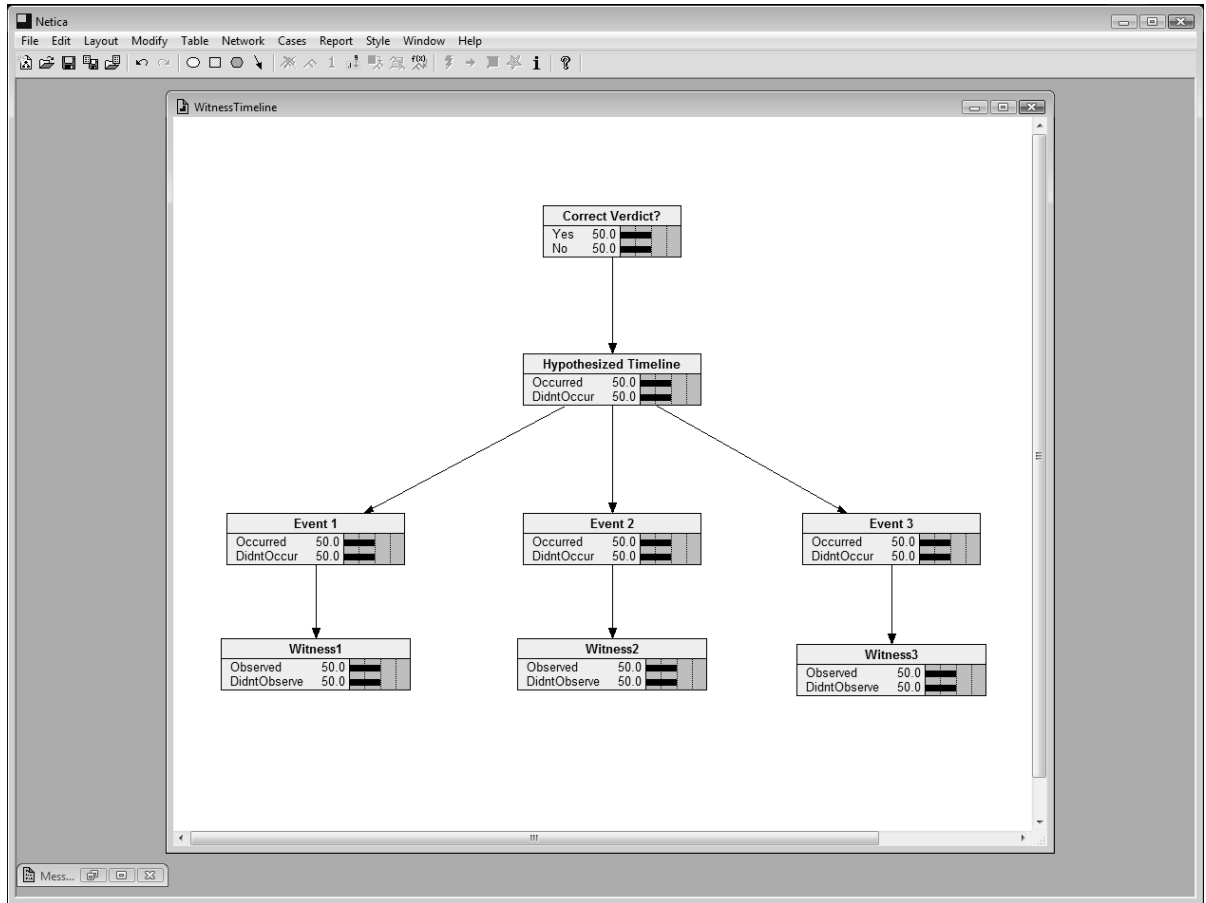 Netica
File Edit Layout Modify Table Network Cases Report Style Window Help
WitnessTimeline
Correct Verdict?
Yes 50.0
No 50.0
Hypothesized Timeline
Occurred 50.0
DidntOccur 50.0
Event 1
Occurred 50.0
DidntOccur 50.0
Event 2
Occurred 50.0
DidntOccur 50.0
Event 3
Occurred 50.0
DidntOccur 50.0
Witness1
Observed 50.0
DidntObserve 50.0
Witness2
Observed 50.0
DidntObserve 50.0
Witness3
Observed 50.0
DidntObserve 50.0
Mess...